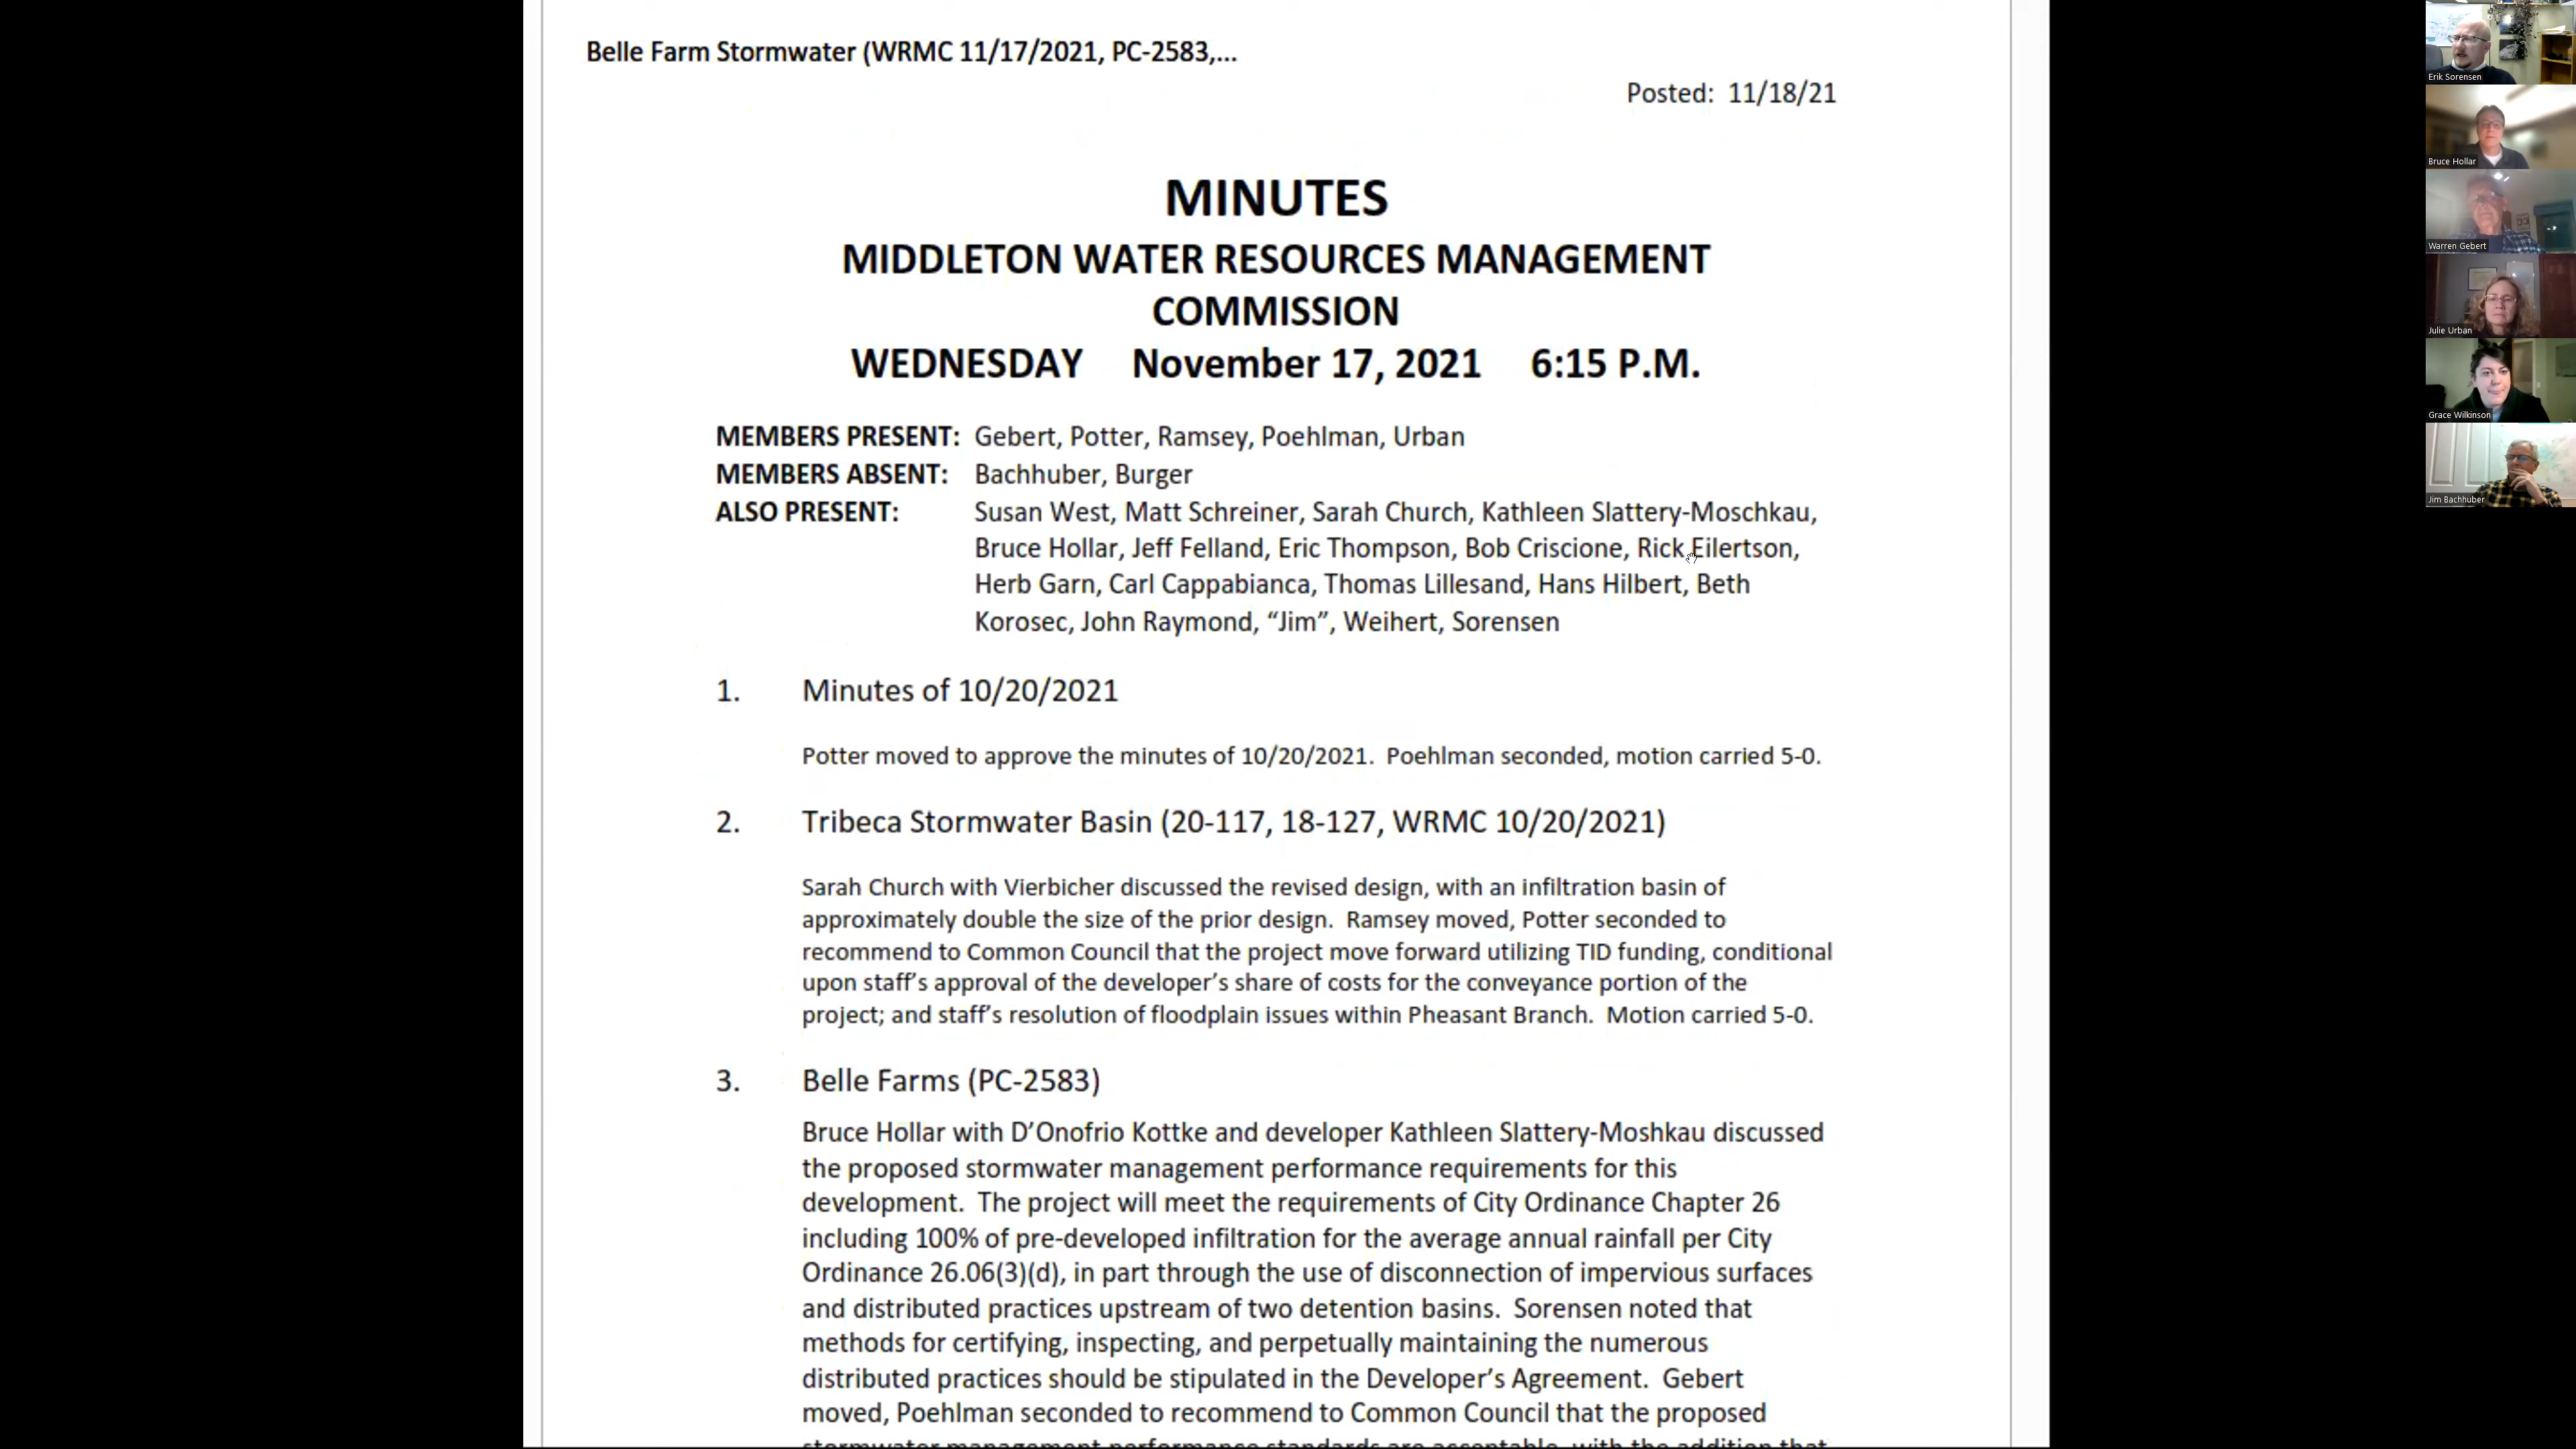 Belle Farm Stormwater (WRMC 11/17/2021, PC-2583,...
Posted: 11/18/21
MINUTES
MIDDLETON WATER RESOURCES MANAGEMENT
COMMISSION
WEDNESDAY November 17, 2021 6:15 P.M.
MEMBERS PRESENT: Gebert, Potter, Ramsey, Poehlman, Urban
MEMBERS ABSENT: Bachhuber, Burger
ALSO PRESENT: Susan West, Matt Schreiner, Sarah Church, Kathleen Slattery-Moschkau,
Bruce Hollar, Jeff Felland, Eric Thompson, Bob Criscione, Rick Eilertson,
Herb Garn, Carl Cappabianca, Thomas Lillesand, Hans Hilbert, Beth
Korosec, John Raymond, “Jim”, Weihert, Sorensen
1. Minutes of 10/20/2021
Potter moved to approve the minutes of 10/20/2021. Poehlman seconded, motion carried 5-0.
2. Tribeca Stormwater Basin (20-117, 18-127, WRMC 10/20/2021)
Sarah Church with Vierbicher discussed the revised design, with an infiltration basin of
approximately double the size of the prior design. Ramsey moved, Potter seconded to
recommend to Common Council that the project move forward utilizing TID funding, conditional
upon staff’s approval of the developer’s share of costs for the conveyance portion of the
project; and staff’s resolution of floodplain issues within Pheasant Branch. Motion carried 5-0.
3. Belle Farms (PC-2583)
Bruce Hollar with D’Onofrio Kottke and developer Kathleen Slattery-Moshkau discussed
the proposed stormwater management performance requirements for this
development. The project will meet the requirements of City Ordinance Chapter 26
including 100% of pre-developed infiltration for the average annual rainfall per City
Ordinance 26.06(3)(d), in part through the use of disconnection of impervious surfaces
and distributed practices upstream of two detention basins. Sorensen noted that
methods for certifying, inspecting, and perpetually maintaining the numerous
distributed practices should be stipulated in the Developer’s Agreement. Gebert
moved, Poehlman seconded to recommend to Common Council that the proposed
stormwater management performance standards are acceptable, with the addition that
Erik Sorensen
Bruce Hollar
Warren Gebert
Julie Urban
Grace Wilkinson
Jim Bachhuber